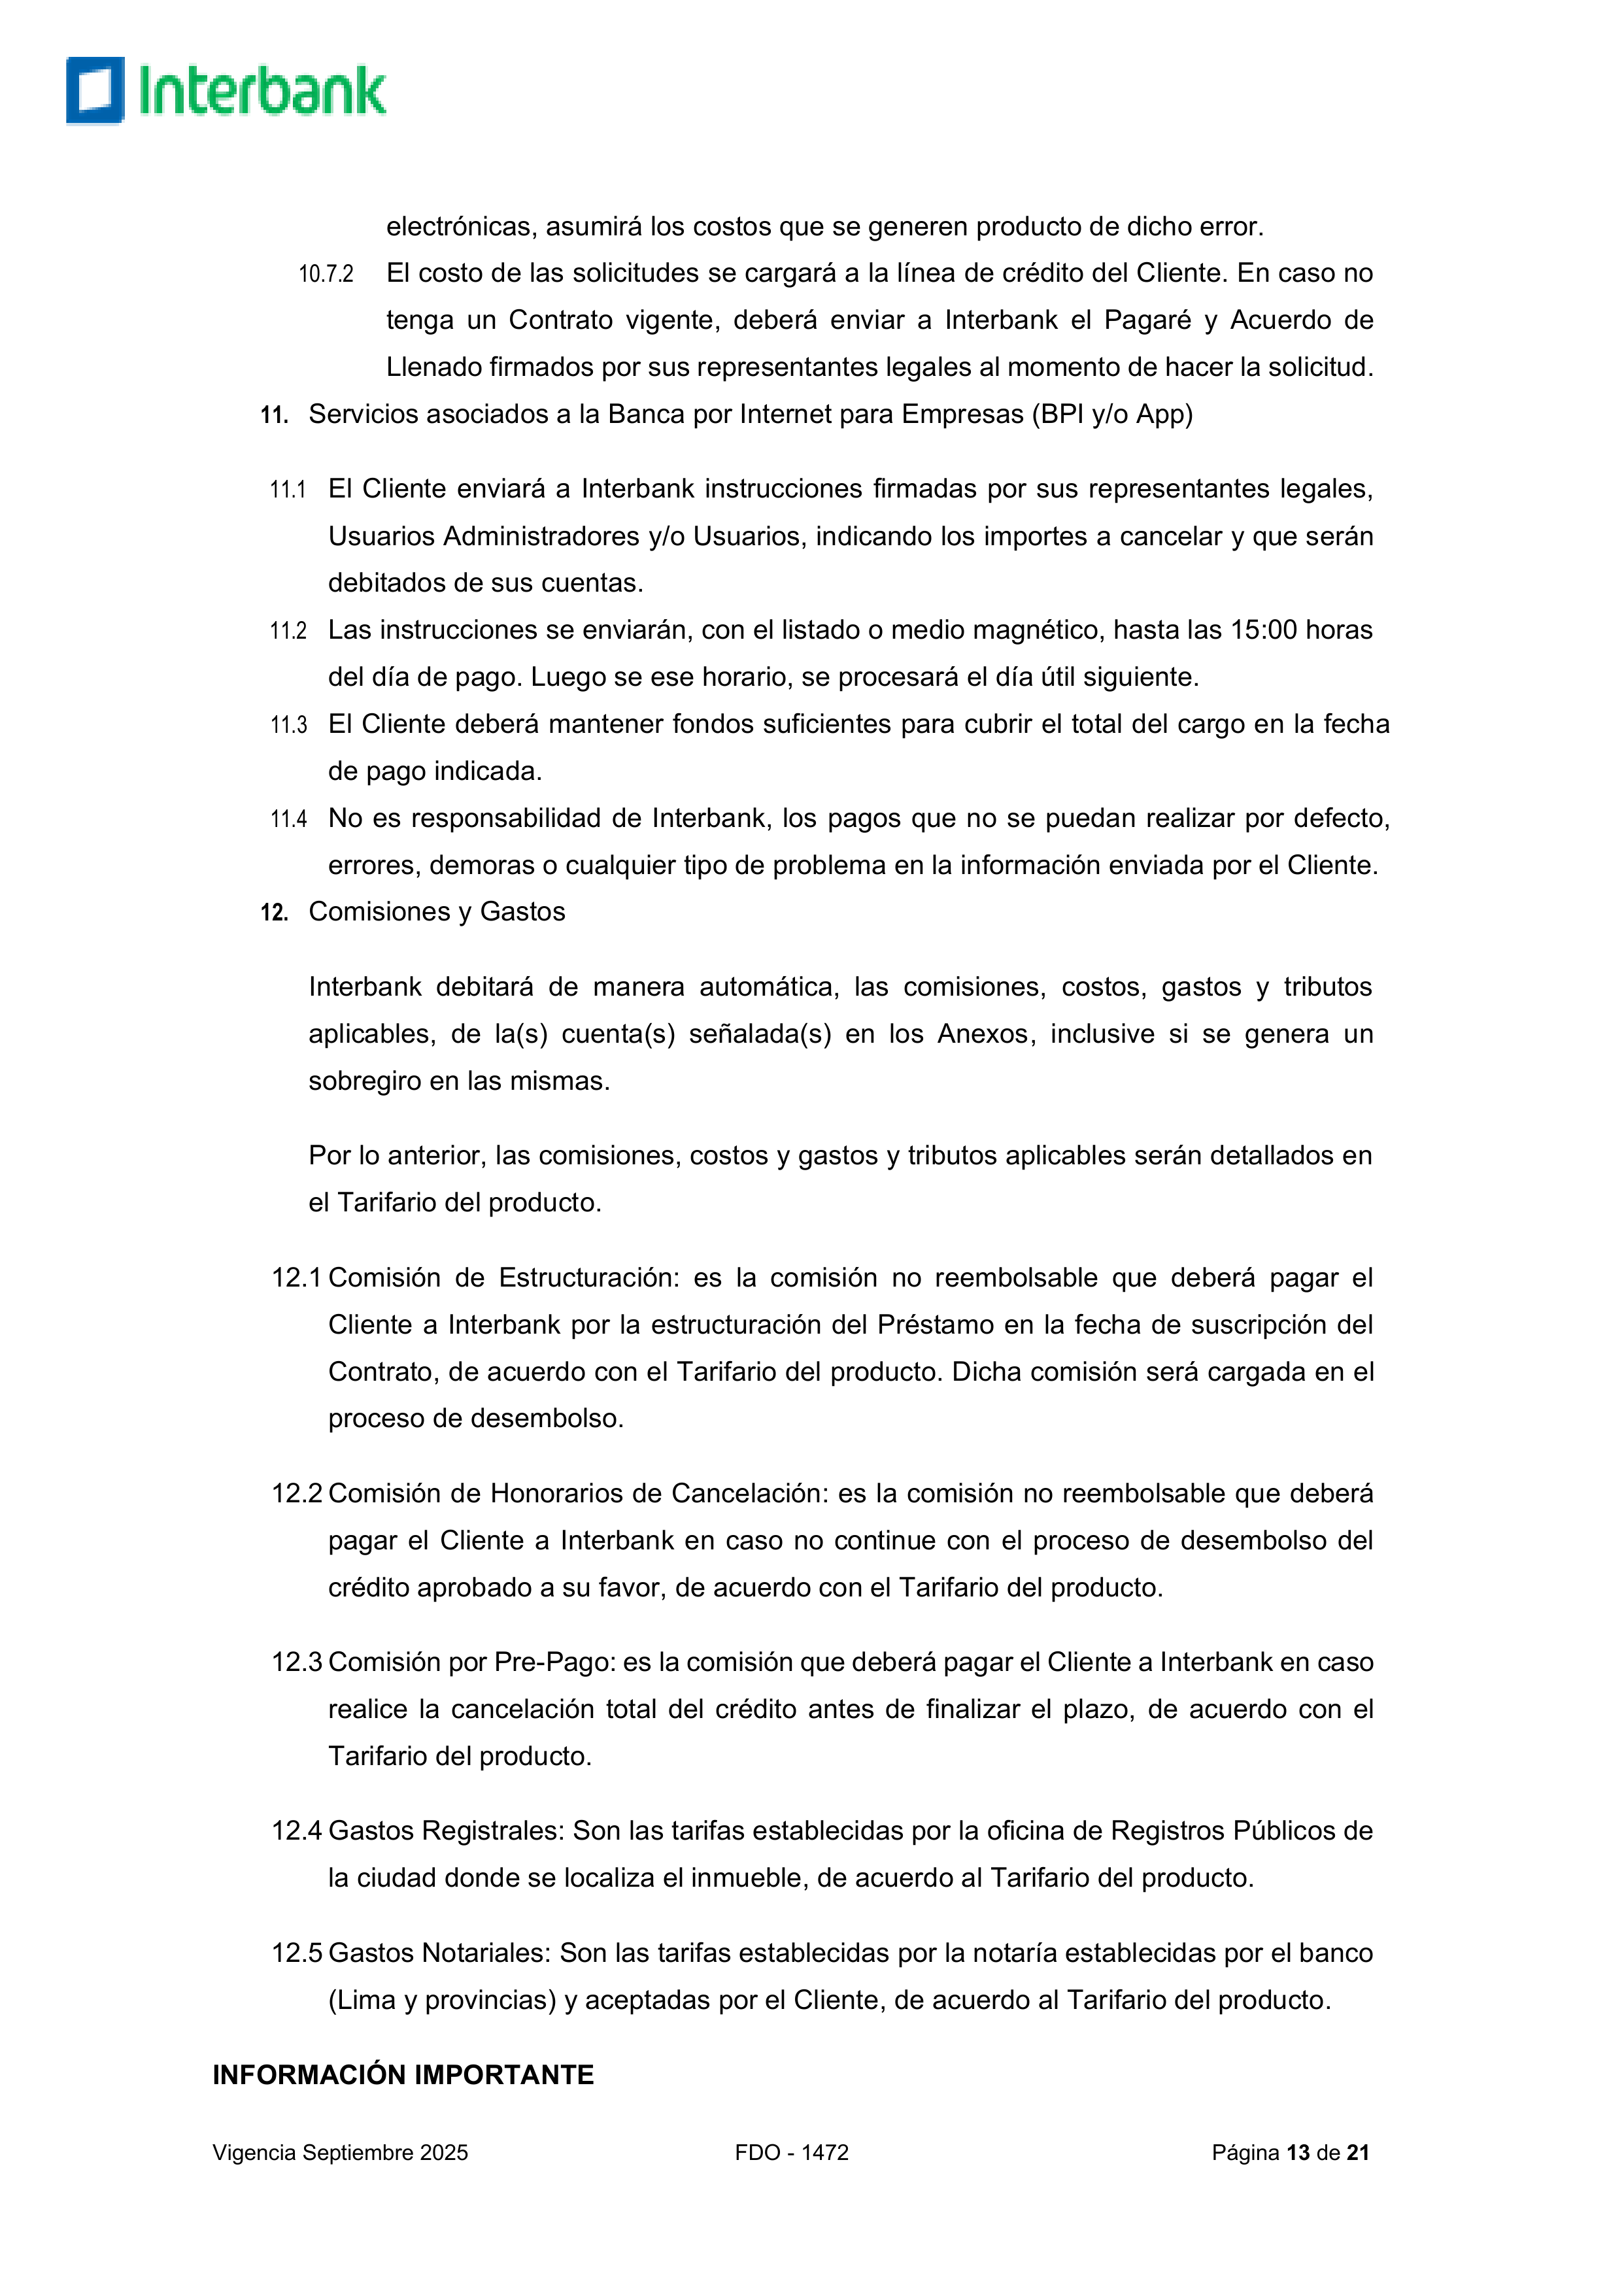 Interbank
electrónicas, asumirá los costos que se generen producto de dicho error.
10.7.2 El costo de las solicitudes se cargará a la línea de crédito del Cliente. En caso no
tenga un Contrato vigente, deberá enviar a Interbank el Pagaré y Acuerdo de
Llenado firmados por sus representantes legales al momento de hacer la solicitud.
11. Servicios asociados a la Banca por Internet para Empresas (BPI y/o App)
11.1 El Cliente enviará a Interbank instrucciones firmadas por sus representantes legales,
Usuarios Administradores y/o Usuarios, indicando los importes a cancelar y que serán
debitados de sus cuentas.
11.2 Las instrucciones se enviarán, con el listado o medio magnético, hasta las 15:00 horas
del día de pago. Luego se ese horario, se procesará el día útil siguiente.
11.3 El Cliente deberá mantener fondos suficientes para cubrir el total del cargo en la fecha
de pago indicada.
11.4 No es responsabilidad de Interbank, los pagos que no se puedan realizar por defecto,
errores, demoras o cualquier tipo de problema en la información enviada por el Cliente.
12. Comisiones y Gastos
Interbank debitará de manera automática, las comisiones, costos, gastos y tributos
aplicables, de la(s) cuenta(s) señalada(s) en los Anexos, inclusive si se genera un
sobregiro en las mismas.
Por lo anterior, las comisiones, costos y gastos y tributos aplicables serán detallados en
el Tarifario del producto.
12.1 Comisión de Estructuración: es la comisión no reembolsable que deberá pagar el
Cliente a Interbank por la estructuración del Préstamo en la fecha de suscripción del
Contrato, de acuerdo con el Tarifario del producto. Dicha comisión será cargada en el
proceso de desembolso.
12.2 Comisión de Honorarios de Cancelación: es la comisión no reembolsable que deberá
pagar el Cliente a Interbank en caso no continue con el proceso de desembolso del
crédito aprobado a su favor, de acuerdo con el Tarifario del producto.
12.3 Comisión por Pre-Pago: es la comisión que deberá pagar el Cliente a Interbank en caso
realice la cancelación total del crédito antes de finalizar el plazo, de acuerdo con el
Tarifario del producto.
12.4 Gastos Registrales: Son las tarifas establecidas por la oficina de Registros Públicos de
la ciudad donde se localiza el inmueble, de acuerdo al Tarifario del producto.
12.5 Gastos Notariales: Son las tarifas establecidas por la notaría establecidas por el banco
(Lima y provincias) y aceptadas por el Cliente, de acuerdo al Tarifario del producto.
INFORMACIÓN IMPORTANTE
Vigencia Septiembre 2025 FDO - 1472 Página 13 de 21